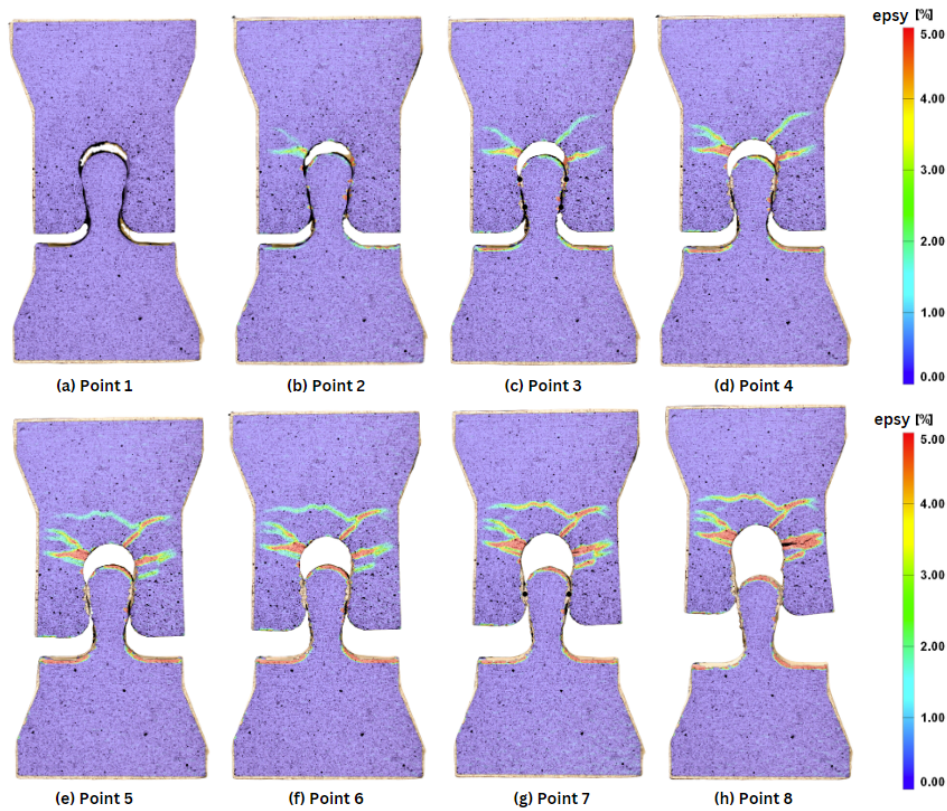 epsy [%]
5.00
4.00
3.00
2.00
1.00
0.00
(a) Point 1
(b) Point 2
(c) Point 3
(d) Point 4
epsy [%]
5.00
4.00
3.00
2.00
1.00
0.00
(e) Point 5
(f) Point 6
(g) Point 7
(h) Point 8